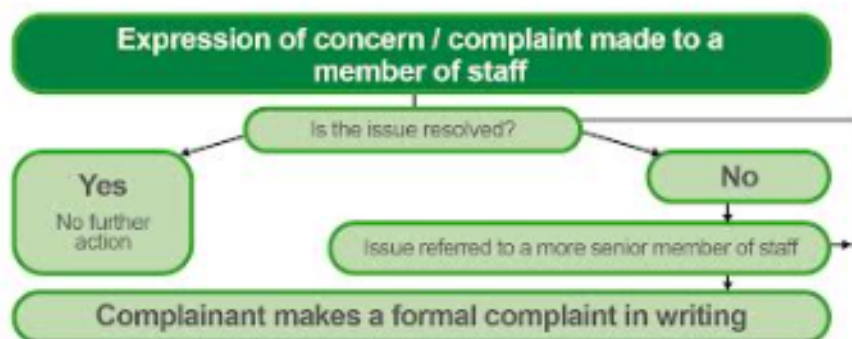 Expression of concern / complaint made to a
member of staff
Is the issue resolved?
Yes
No further
action
No
Issue referred to a more senior member of staff
Complainant makes a formal complaint in writing